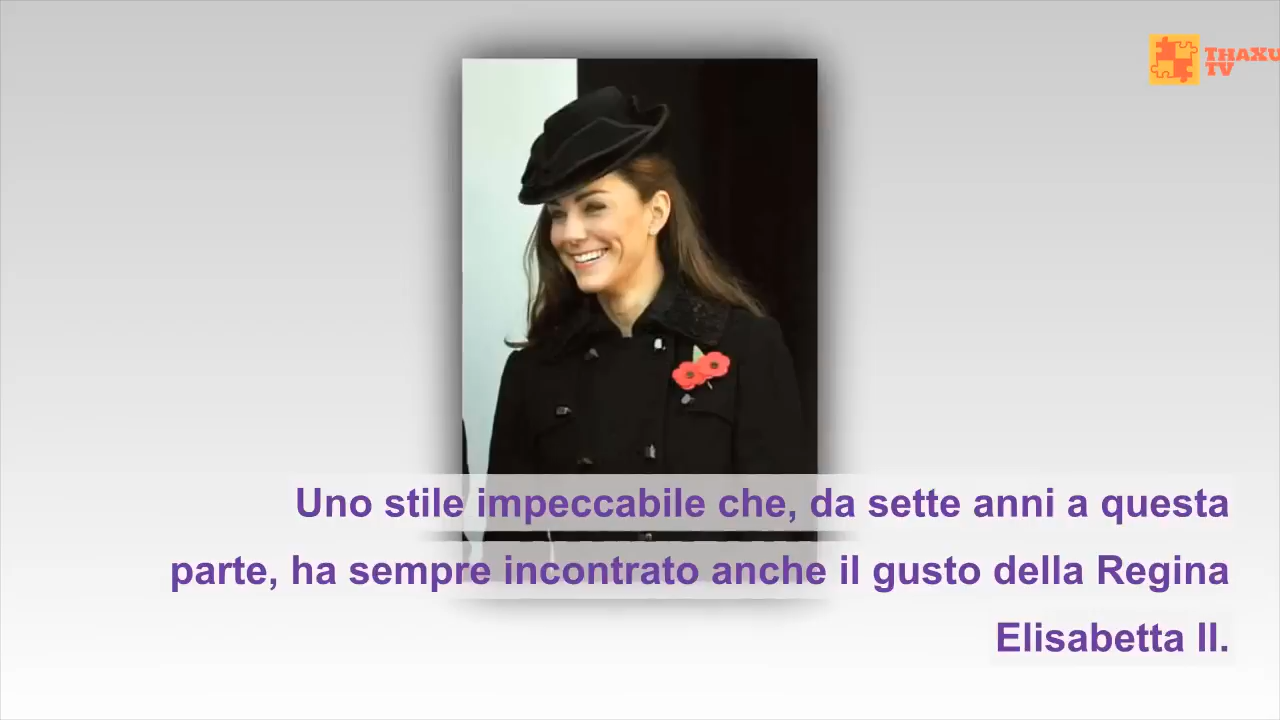 THAXU
TV
Uno stile impeccabile che, da sette anni a questa
parte, ha sempre incontrato anche il gusto della Regina
Elisabetta II.